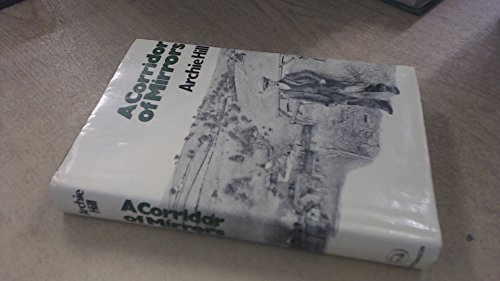 A Corridor
of Mirrors
Archie Hill
Archie
Hill
A Corridor
of Mirrors